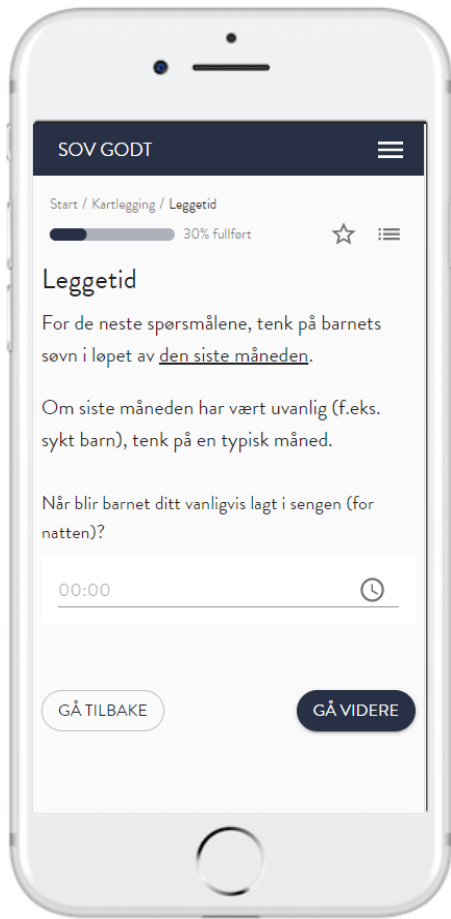 SOV GODT
Start / Kartlegging / Leggetid
30% fullført
Leggetid
For de neste spørsmålene, tenk på barnets
søvn i løpet av den siste måneden.
Om siste måneden har vært uvanlig (f.eks.
sykt barn), tenk på en typisk måned.
Når blir barnet ditt vanligvis lagt i sengen (for
natten)?
00:00
GÅ TILBAKE
GÅ VIDERE